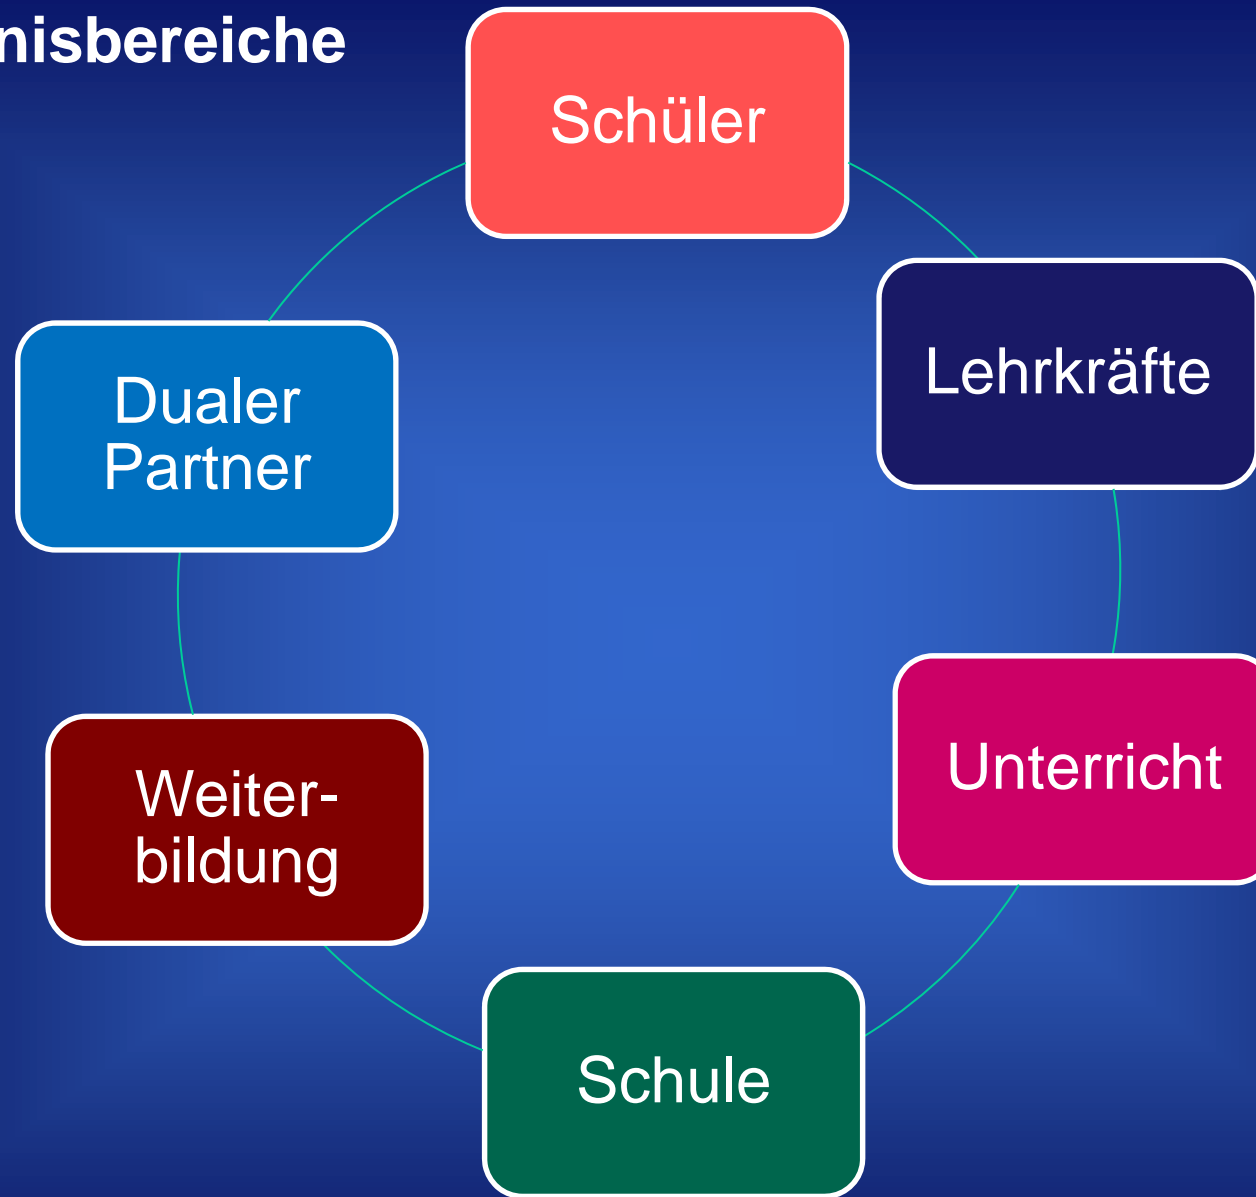 nisbereiche
Schüler
Lehrkräfte
Dualer
Partner
Unterricht
Weiter-
bildung
Schule